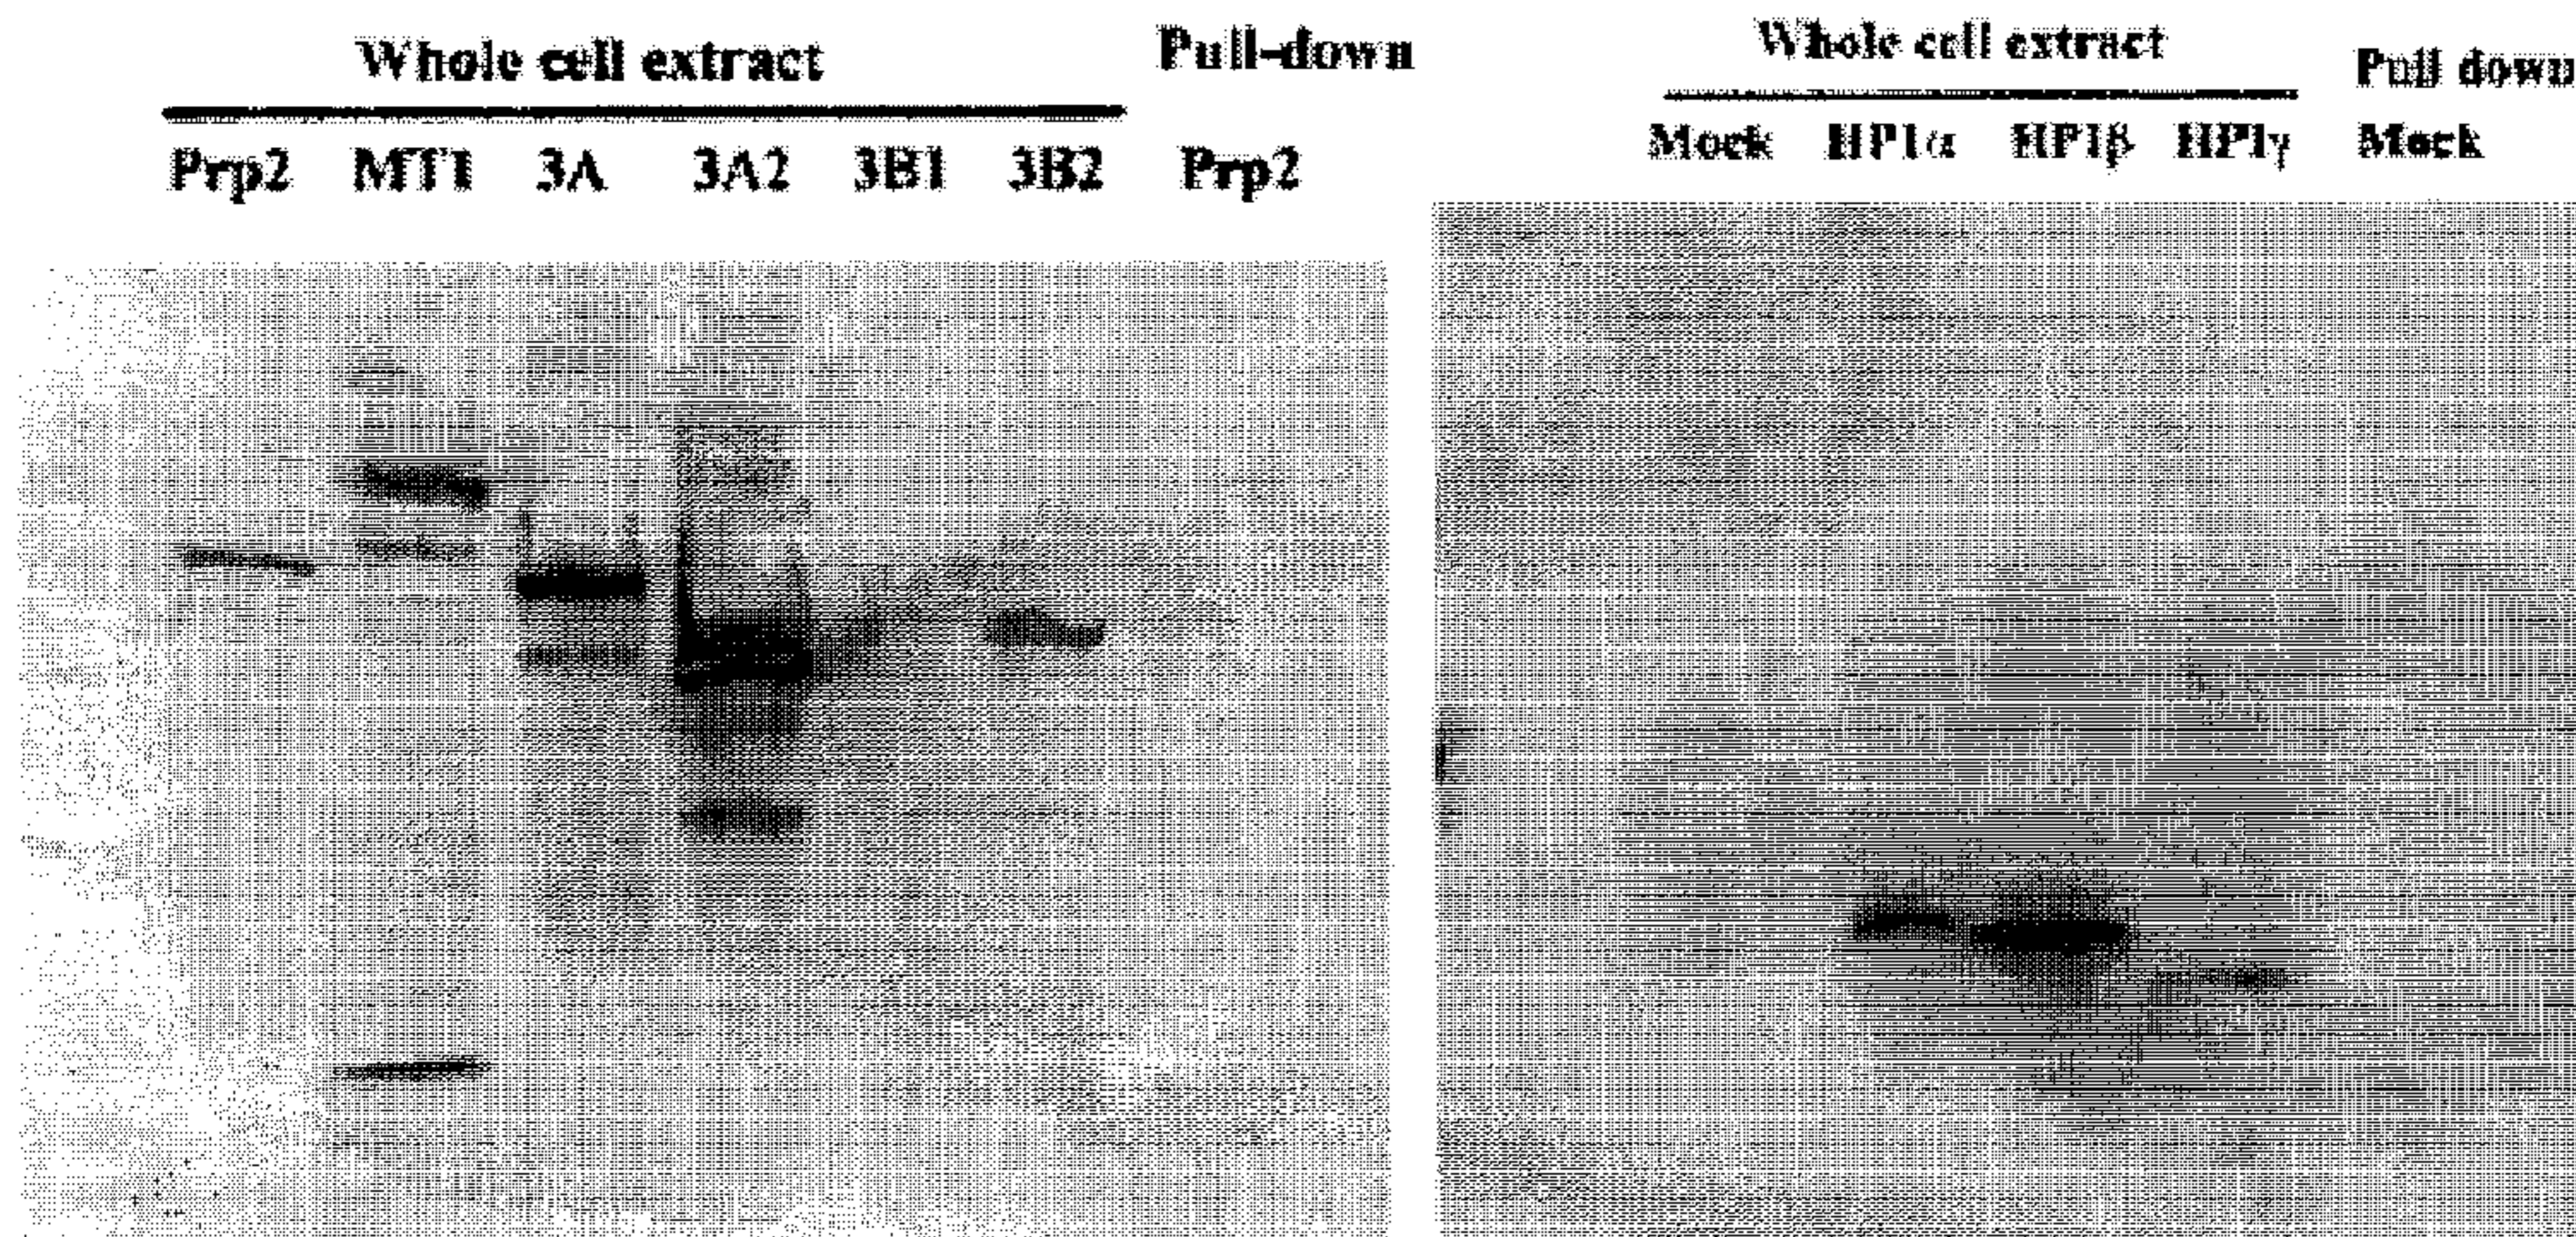 Whole cell extract Pull-down
Prp2 MT1 3A 3A2 3B1 3B2 Prp2
Whole cell extract Pull down
Mock HP1α HP1β HP1γ Mock